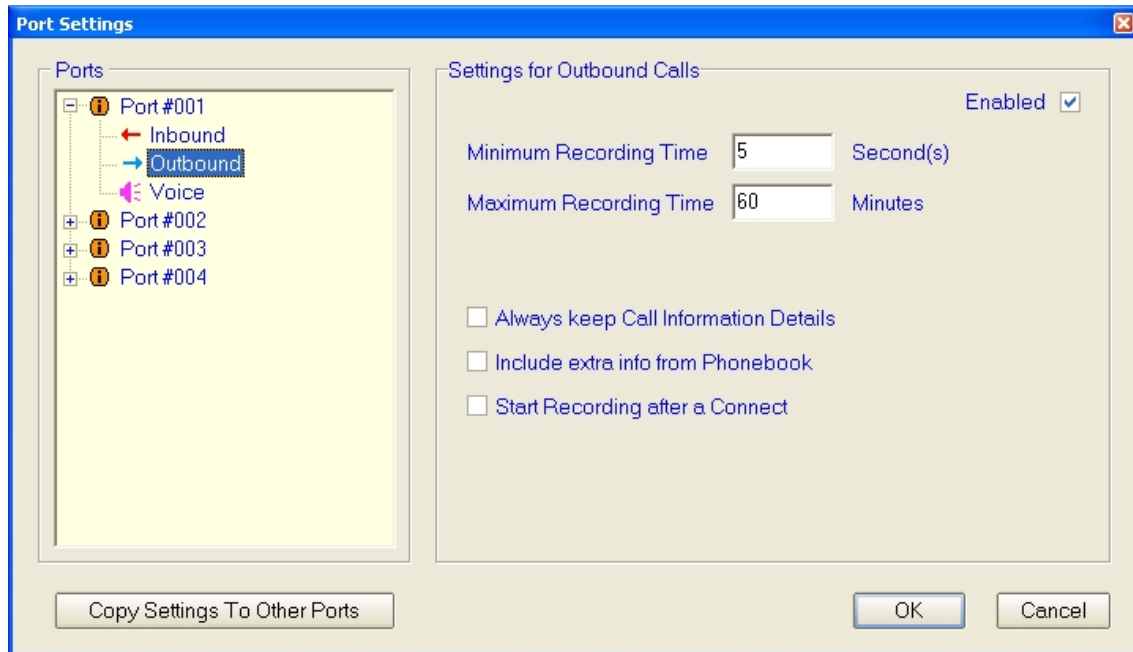 Port Settings
Ports
Port #001
Inbound
Outbound
Voice
Port #002
Port #003
Port #004
Settings for Outbound Calls
Enabled
Minimum Recording Time 5 Second(s)
Maximum Recording Time 60 Minutes
Always keep Call Information Details
Include extra info from Phonebook
Start Recording after a Connect
Copy Settings To Other Ports
OK
Cancel